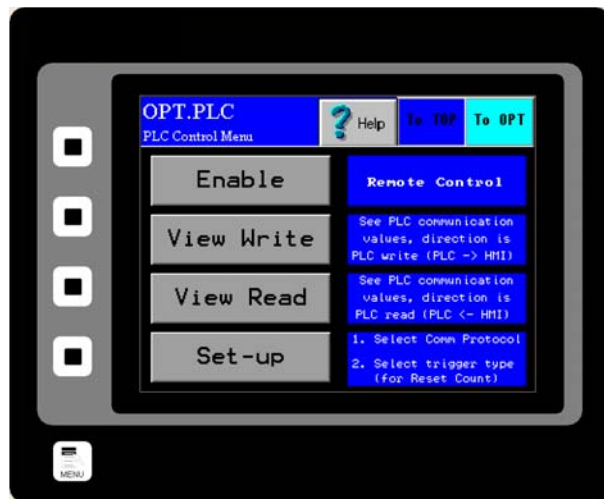 OPT.PLC
PLC Control Menu
Help
To TOP
To OPT
Enable
Remote Control
View Write
See PLC communication
values, direction is
PLC write (PLC -> HMI)
View Read
See PLC communication
values, direction is
PLC read (PLC <- HMI)
Set-up
1. Select Comm Protocol
2. Select trigger type
(for Reset Count)
MENU